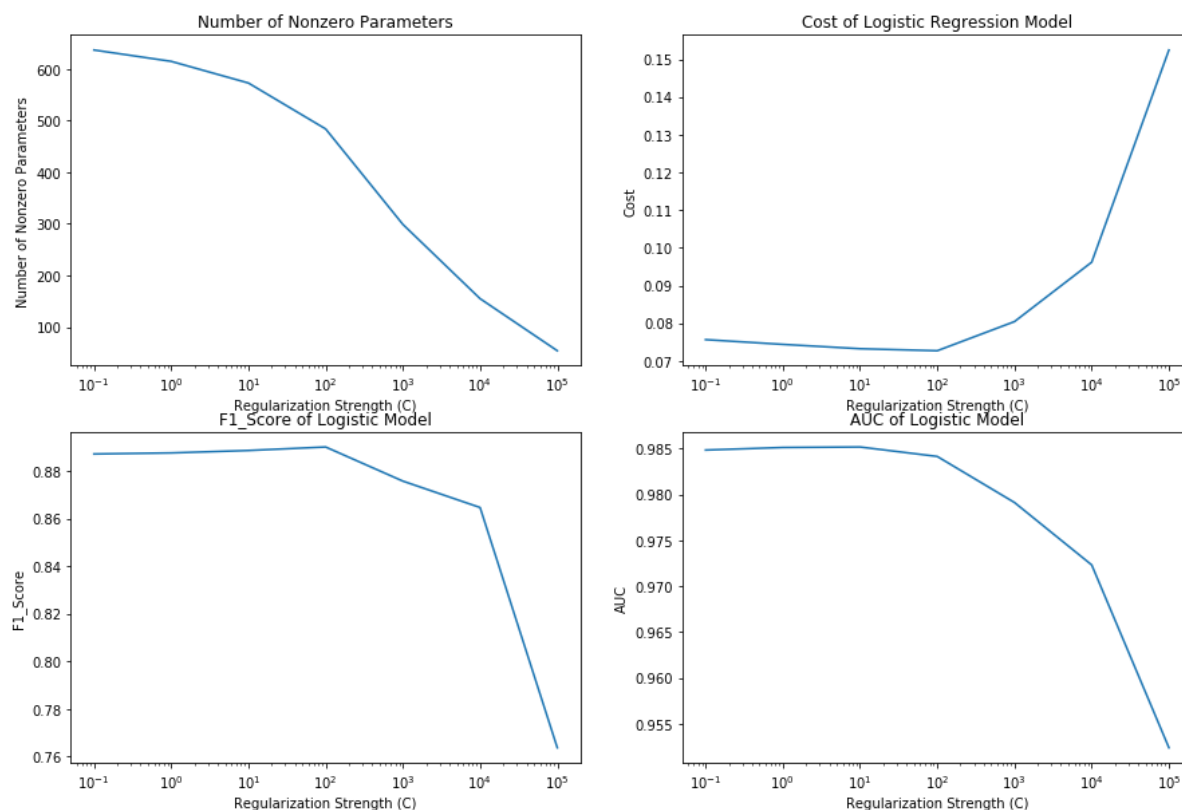 Number of Nonzero Parameters
Number of Nonzero Parameters
600
500
400
300
200
100
10⁻¹ 10⁰ 10¹ 10² 10³ 10⁴ 10⁵
Regularization Strength (C)
Cost of Logistic Regression Model
Cost
0.15
0.14
0.13
0.12
0.11
0.10
0.09
0.08
0.07
10⁻¹ 10⁰ 10¹ 10² 10³ 10⁴ 10⁵
Regularization Strength (C)
F1_Score of Logistic Model
F1_Score
0.88
0.86
0.84
0.82
0.80
0.78
0.76
10⁻¹ 10⁰ 10¹ 10² 10³ 10⁴ 10⁵
Regularization Strength (C)
AUC of Logistic Model
AUC
0.985
0.980
0.975
0.970
0.965
0.960
0.955
10⁻¹ 10⁰ 10¹ 10² 10³ 10⁴ 10⁵
Regularization Strength (C)